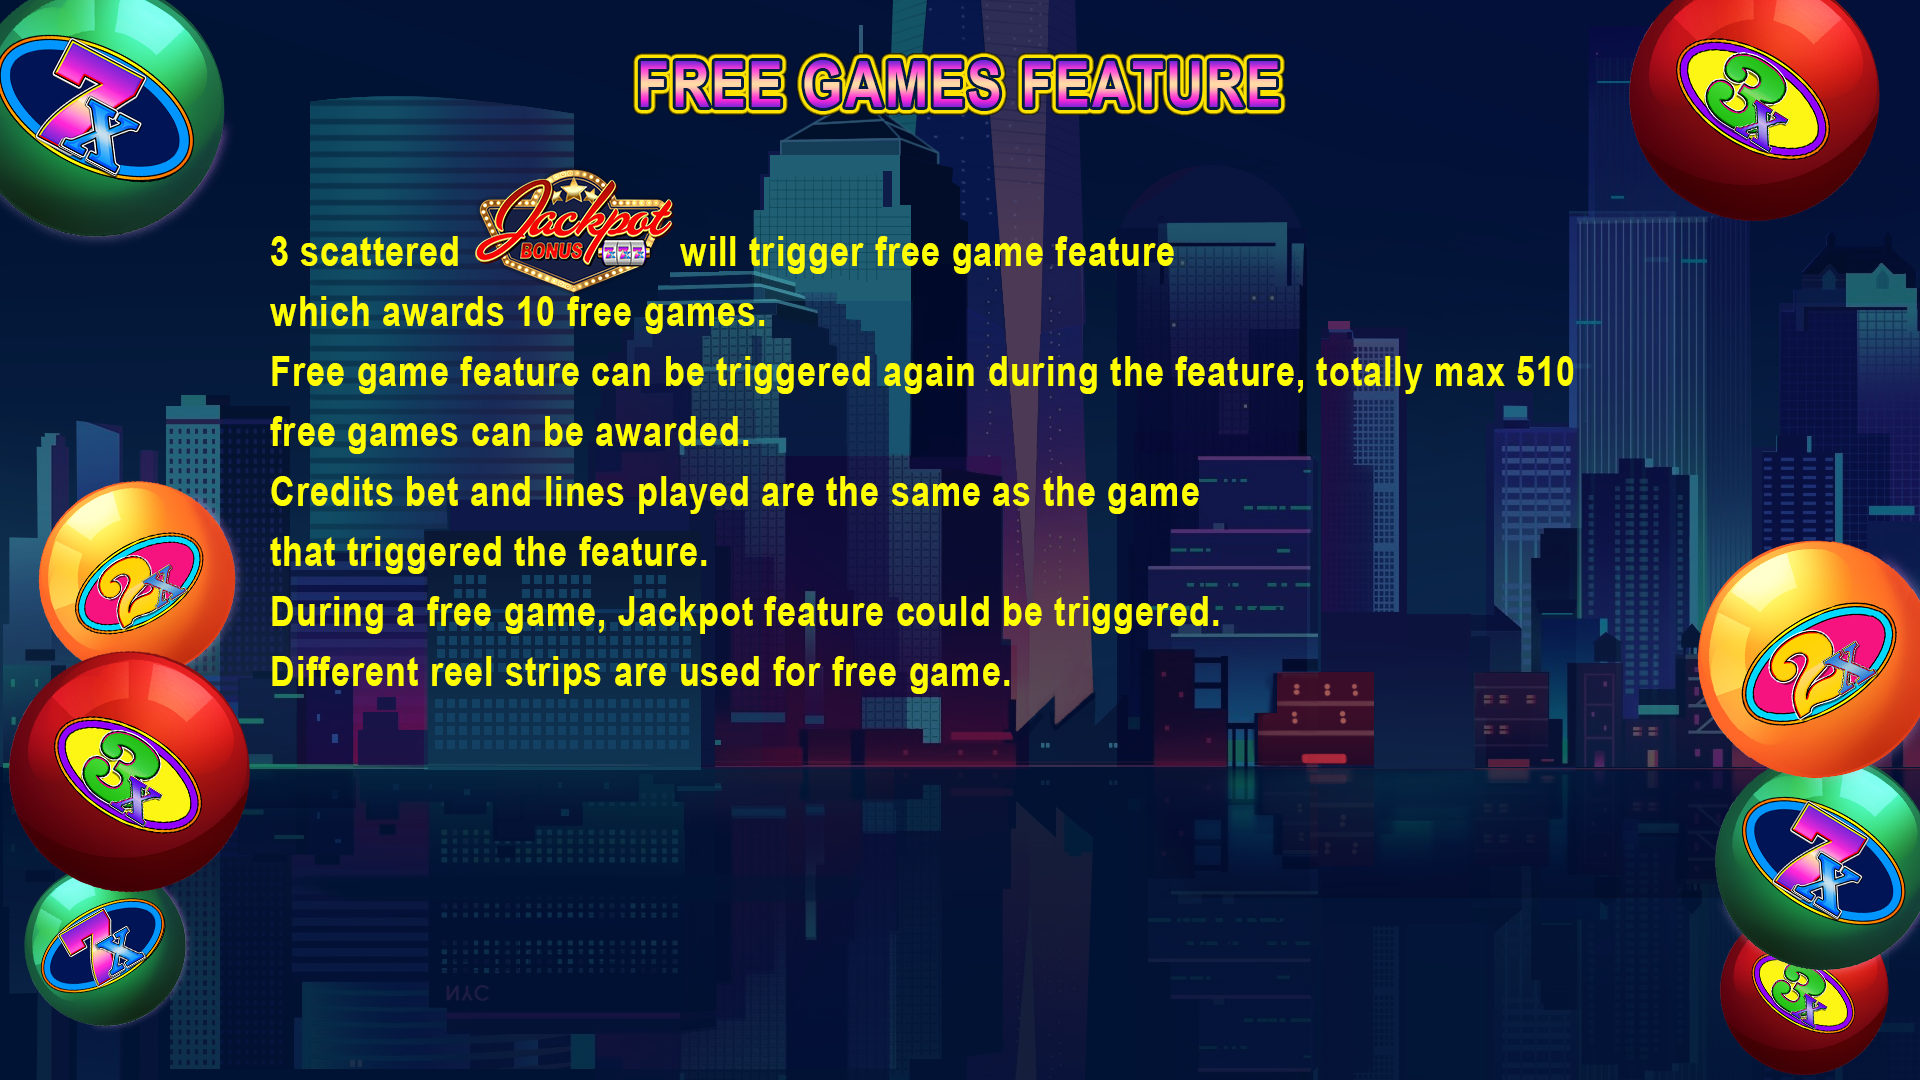 FREE GAMES FEATURE
7x
3x
3 scattered Jackpot BONUS 777 will trigger free game feature
which awards 10 free games.
Free game feature can be triggered again during the feature, totally max 510
free games can be awarded.
Credits bet and lines played are the same as the game
that triggered the feature.
During a free game, Jackpot feature could be triggered.
Different reel strips are used for free game.
2x
2x
3x
7x
7x
3x
NYC